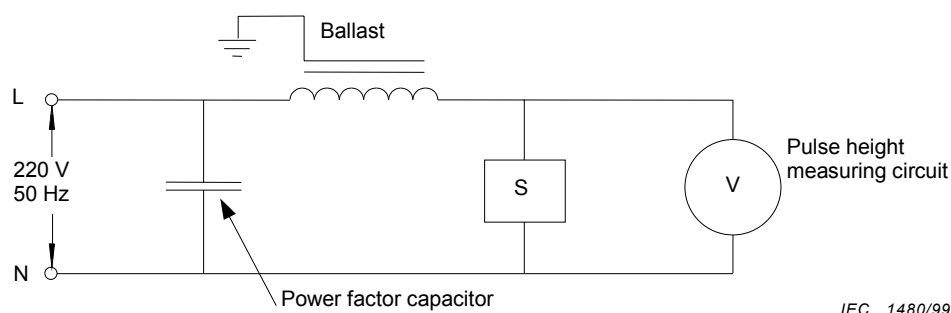 Ballast
L
220 V
50 Hz
S
V
Pulse height
measuring circuit
N
Power factor capacitor
IEC 1480/99